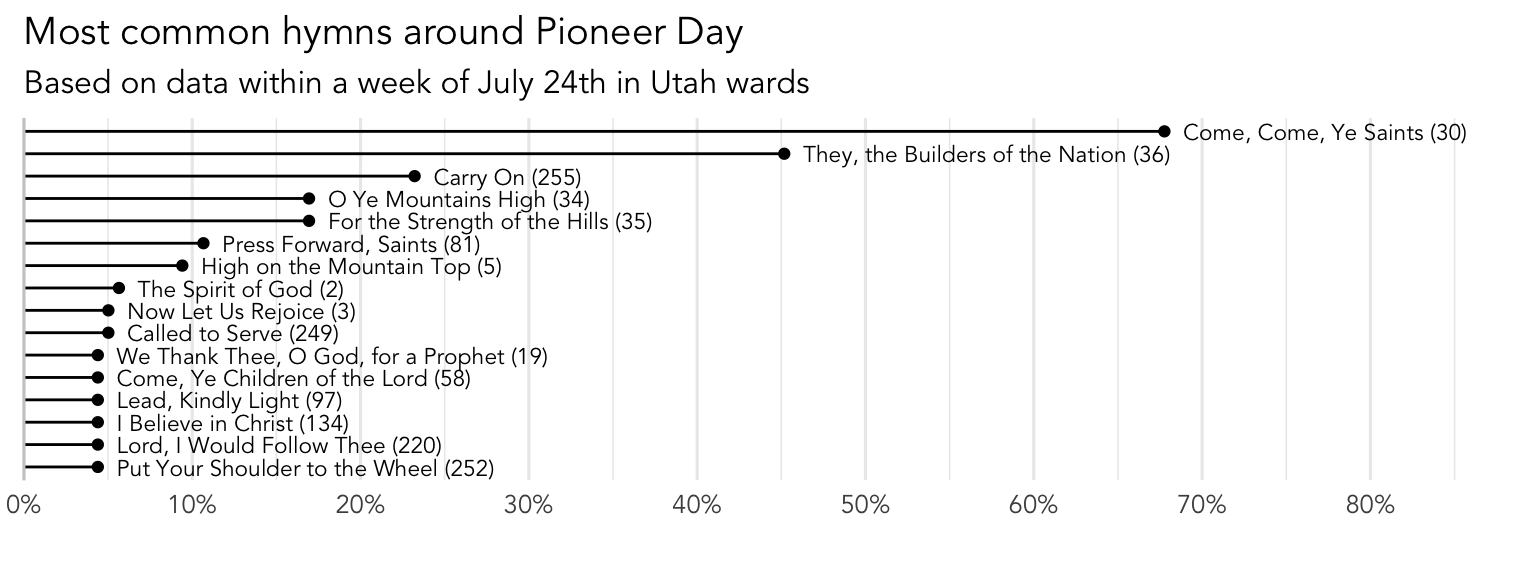 Most common hymns around Pioneer Day
Based on data within a week of July 24th in Utah wards
Come, Come, Ye Saints (30)
They, the Builders of the Nation (36)
Carry On (255)
O Ye Mountains High (34)
For the Strength of the Hills (35)
Press Forward, Saints (81)
High on the Mountain Top (5)
The Spirit of God (2)
Now Let Us Rejoice (3)
Called to Serve (249)
We Thank Thee, O God, for a Prophet (19)
Come, Ye Children of the Lord (58)
Lead, Kindly Light (97)
I Believe in Christ (134)
Lord, I Would Follow Thee (220)
Put Your Shoulder to the Wheel (252)
0% 10% 20% 30% 40% 50% 60% 70% 80%